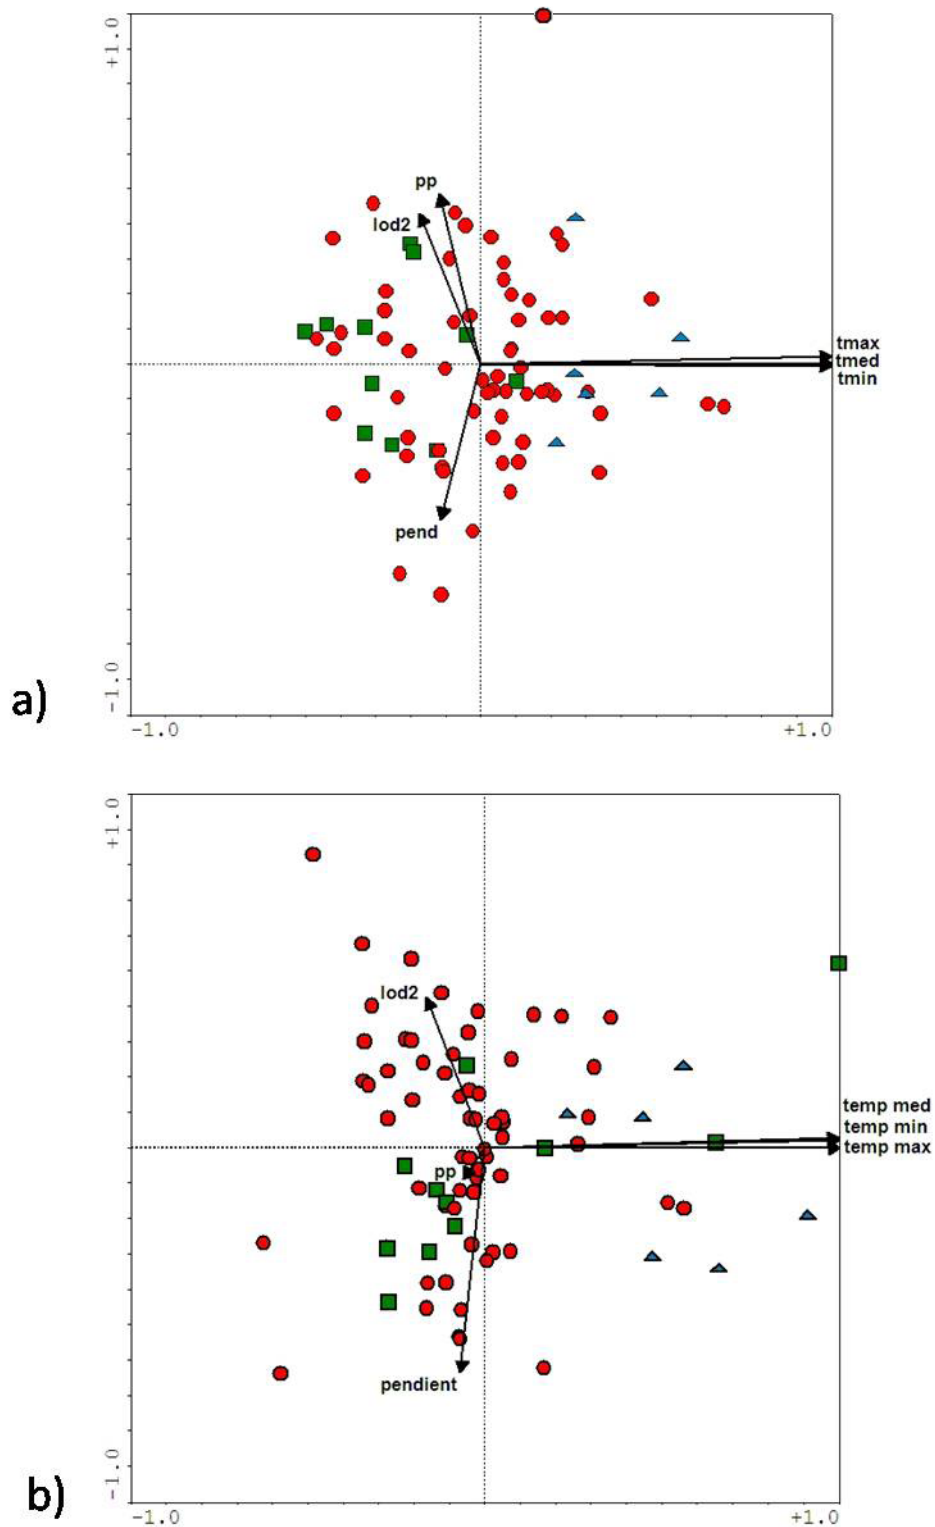 +1.0
pp
lod2
tmax
tmed
tmin
pend
-1.0
a)
-1.0
+1.0
+1.0
lod2
temp med
temp min
temp max
pp
pendient
-1.0
b)
-1.0
+1.0